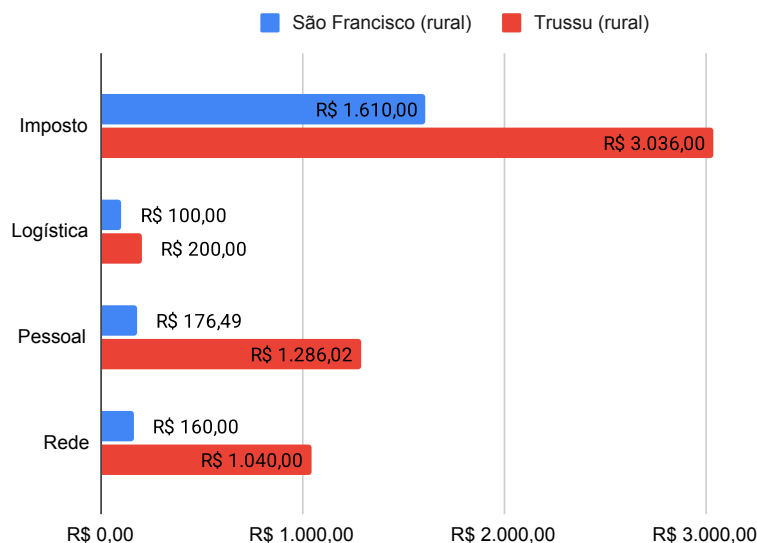 São Francisco (rural) Trussu (rural)
Imposto
R$ 1.610,00
R$ 3.036,00
Logística
R$ 100,00
R$ 200,00
Pessoal
R$ 176,49
R$ 1.286,02
Rede
R$ 160,00
R$ 1.040,00
R$ 0,00 R$ 1.000,00 R$ 2.000,00 R$ 3.000,00